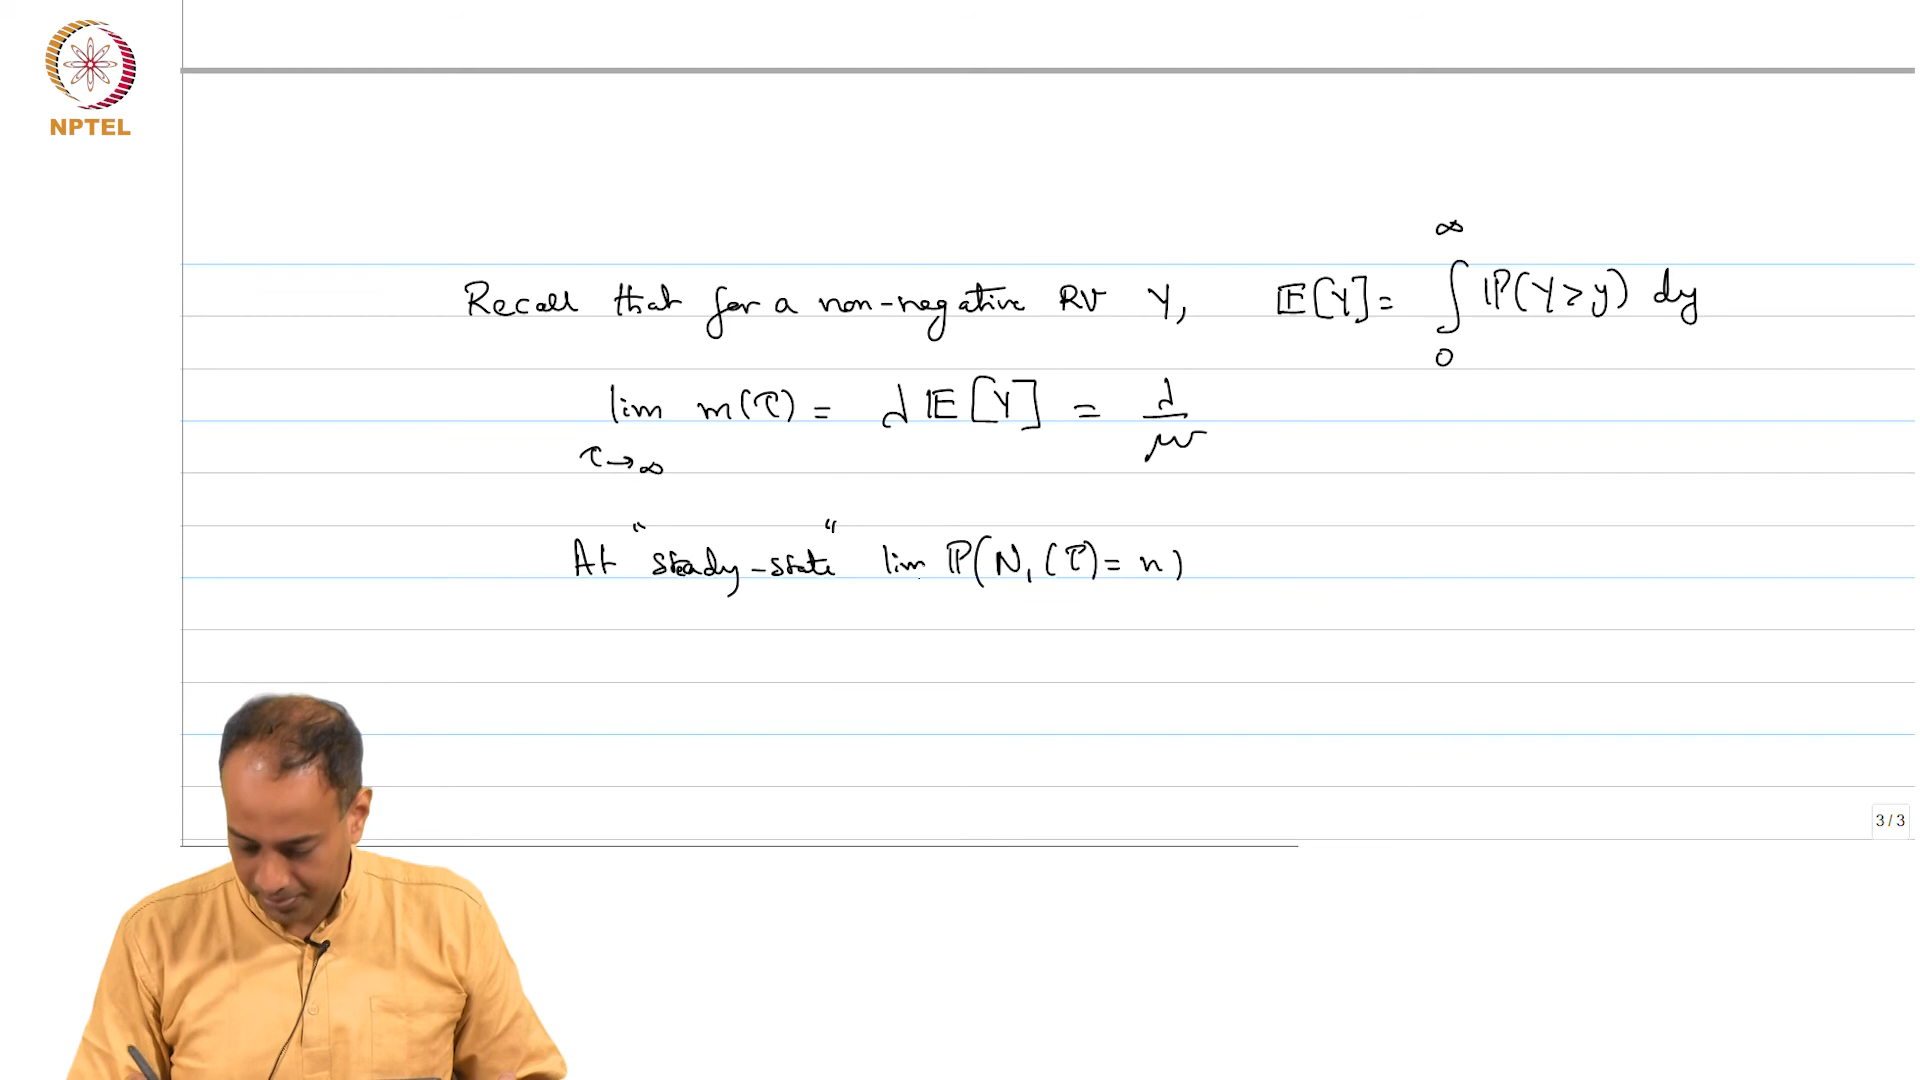 NPTEL
Recall that for a non-negative RV Y, 𝔼[Y] = ∫₀^∞ ℙ(Y > y) dy
lim m(τ) = λ 𝔼[Y] = λ/μ
τ→∞
At "steady-state" lim ℙ(N₁(τ) = n)
3 / 3